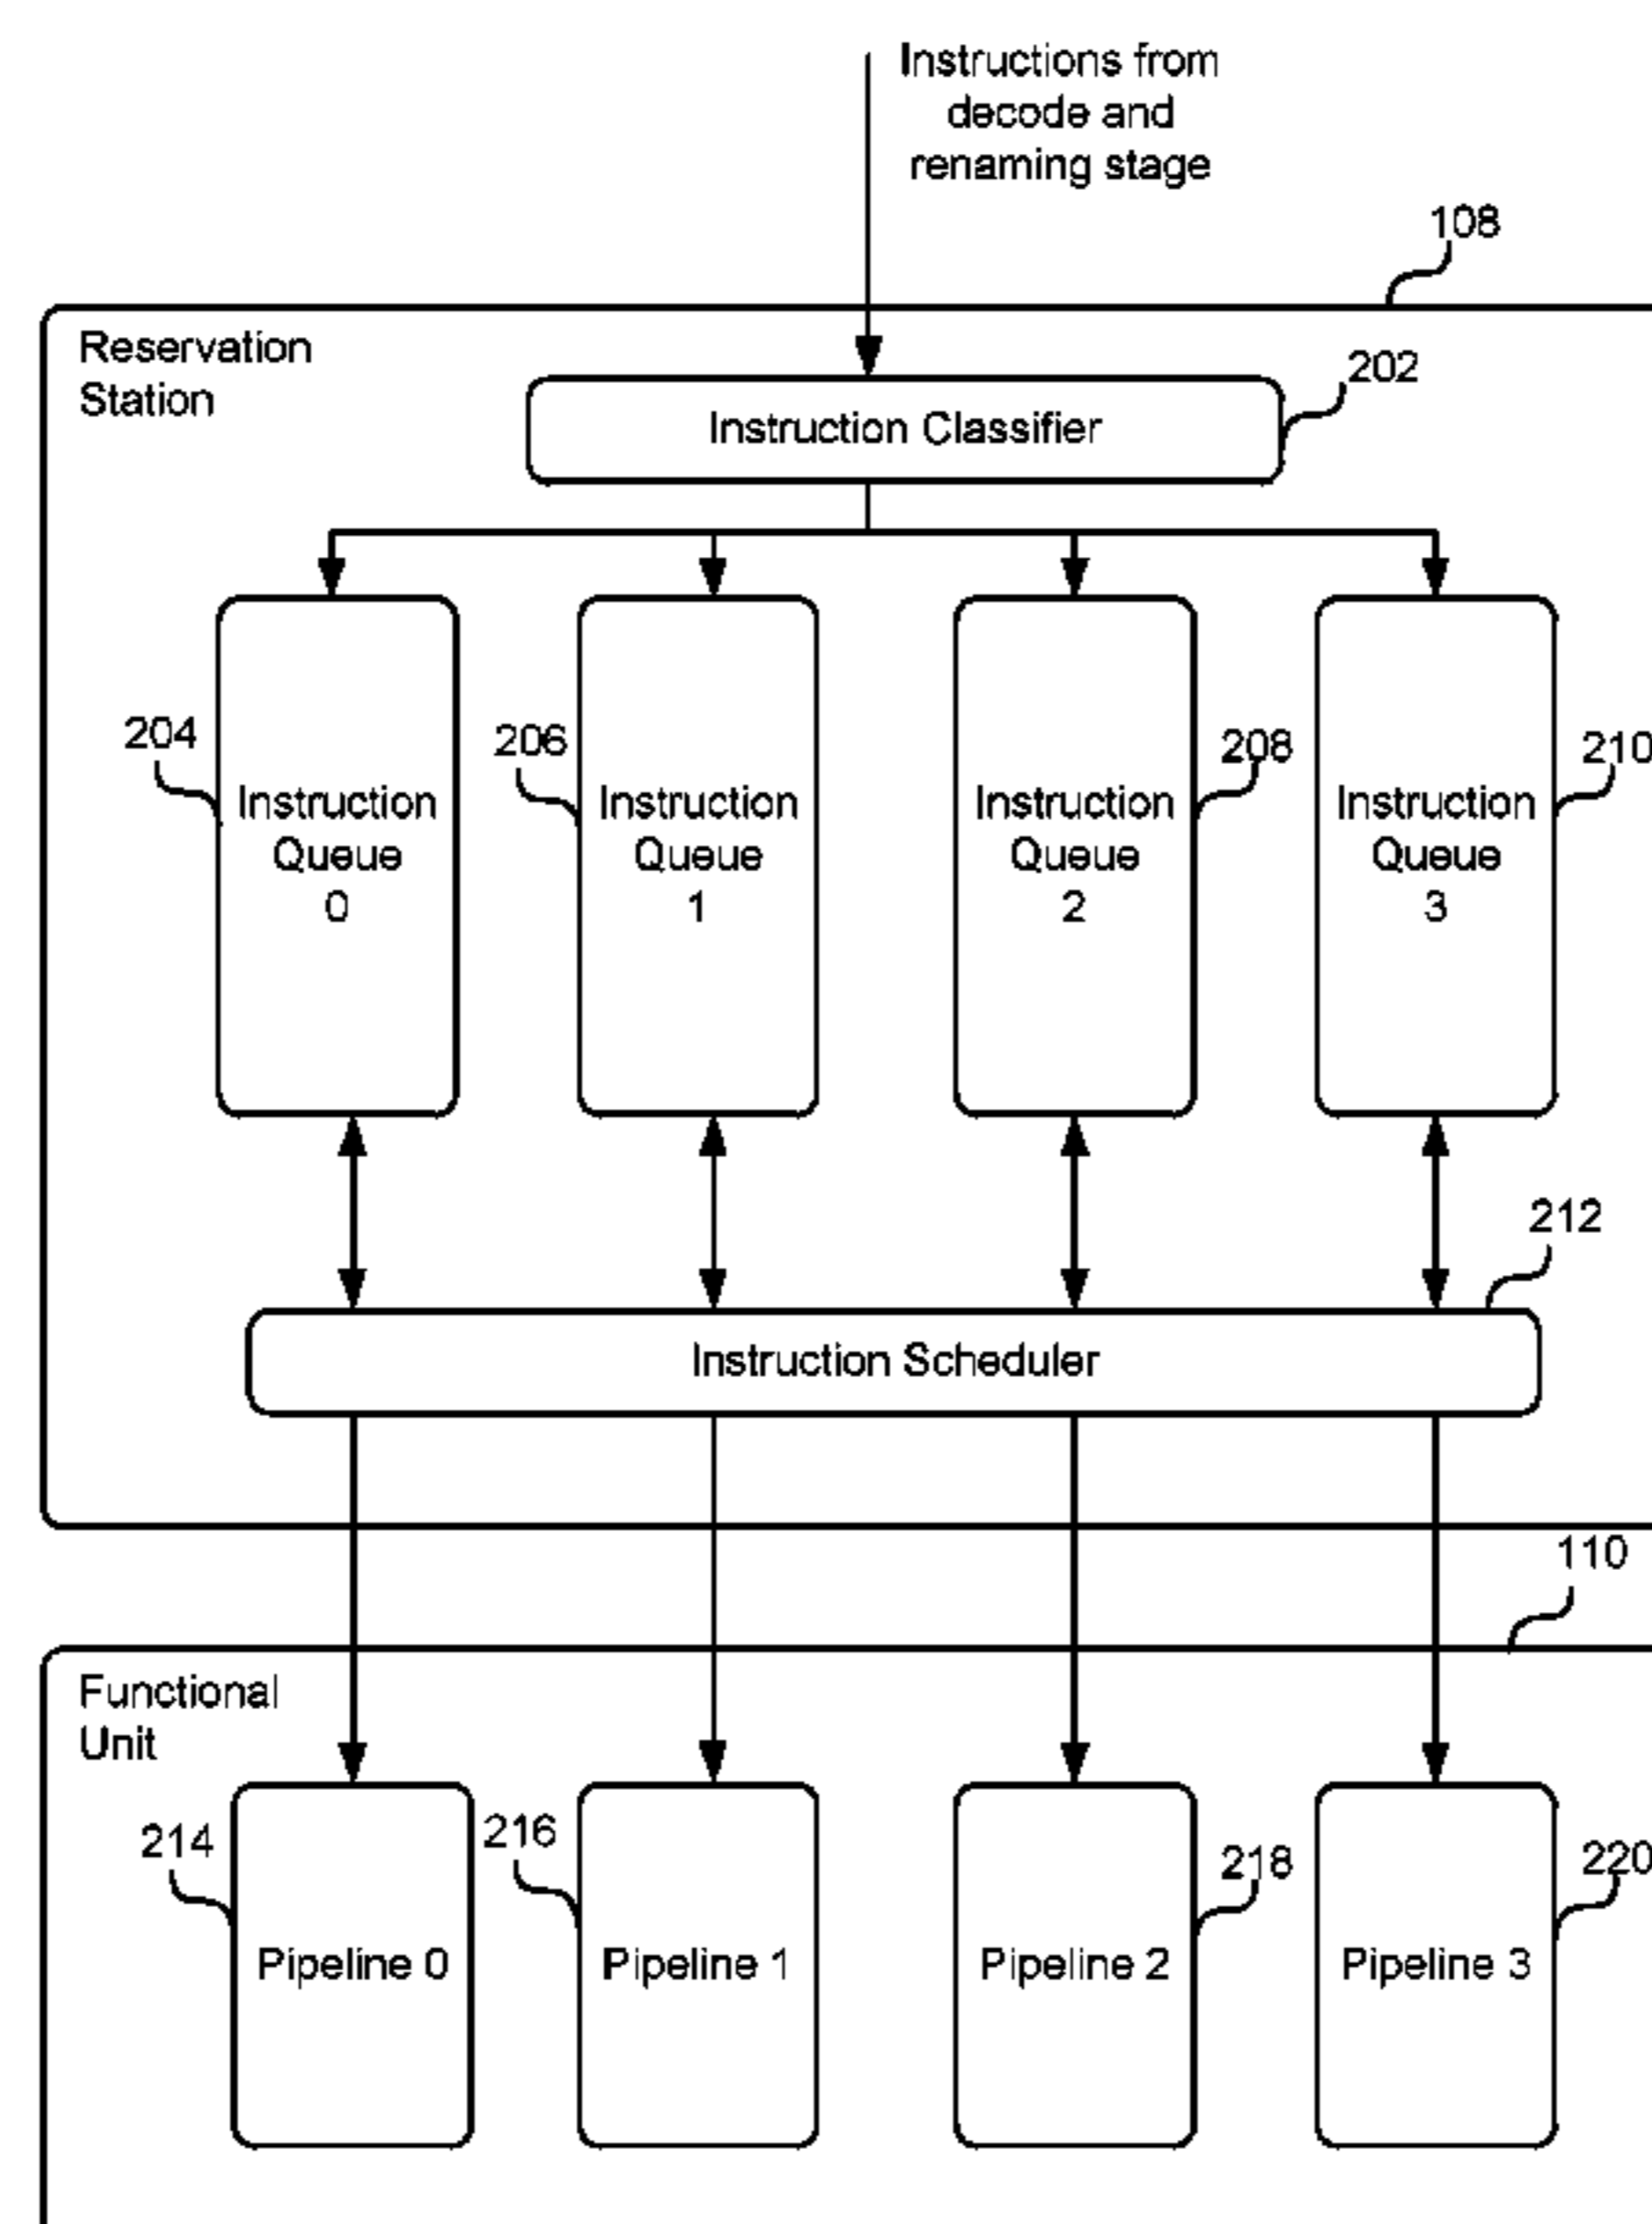 Instructions from
decode and
renaming stage
108
Reservation
Station
202
Instruction Classifier
204
206
208
210
Instruction
Queue
0
Instruction
Queue
1
Instruction
Queue
2
Instruction
Queue
3
212
Instruction Scheduler
110
Functional
Unit
214
216
218
220
Pipeline 0
Pipeline 1
Pipeline 2
Pipeline 3